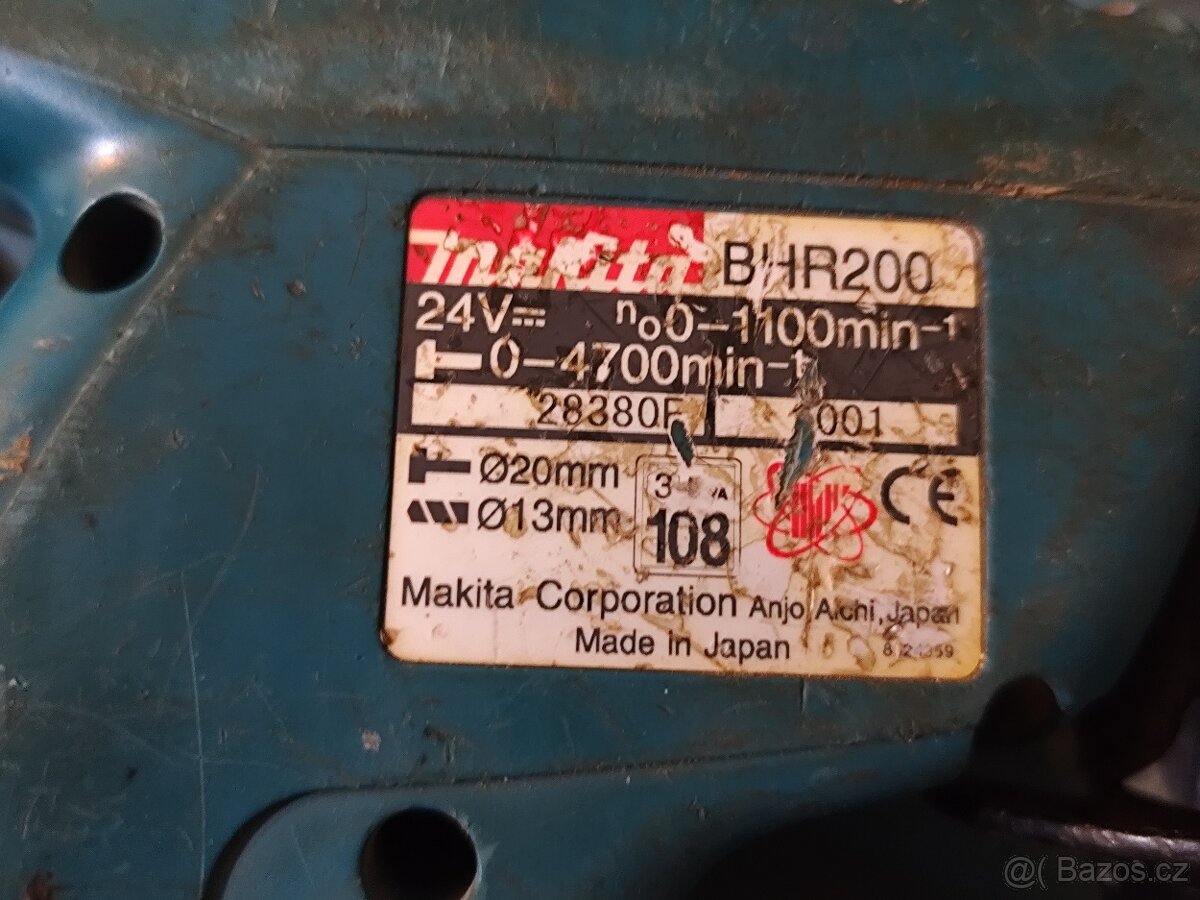 makita BHR200
24V n₀0-1100min-1
0-4700min-1
28380F 001
Ø20mm
Ø13mm
108
CE
Makita Corporation Anjo Aichi, Japan
Made in Japan
@( Bazos.cz